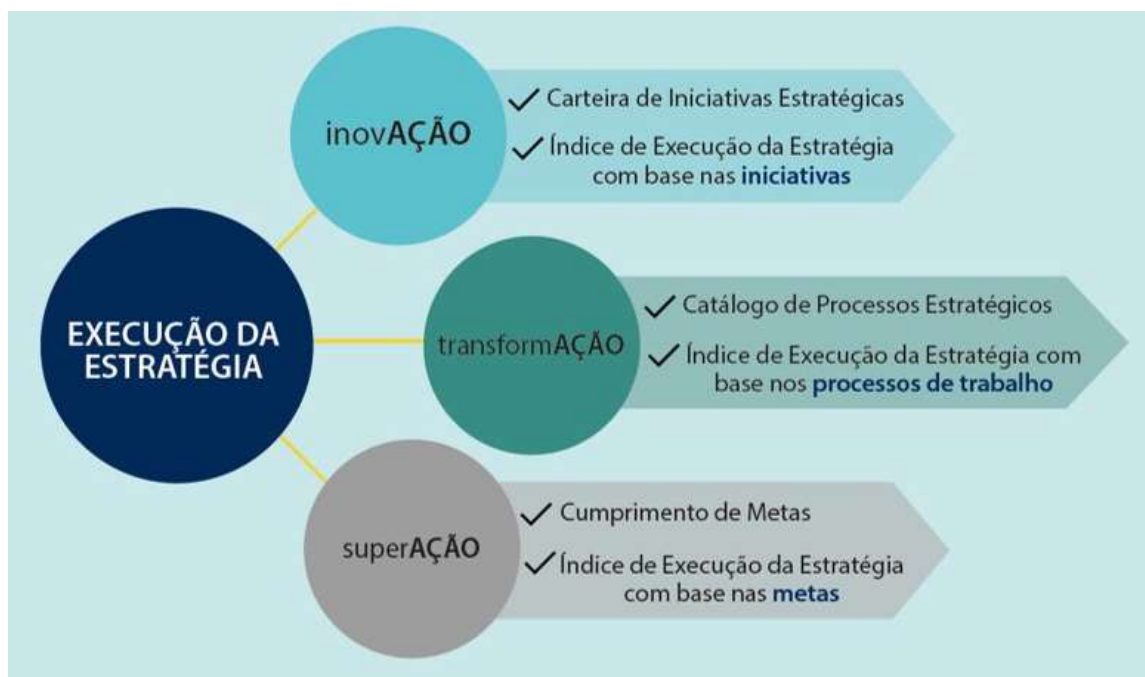 EXECUÇÃO DA
ESTRATÉGIA
inovAÇÃO
✓ Carteira de Iniciativas Estratégicas
✓ Índice de Execução da Estratégia
com base nas iniciativas
transformAÇÃO
✓ Catálogo de Processos Estratégicos
✓ Índice de Execução da Estratégia com
base nos processos de trabalho
superAÇÃO
✓ Cumprimento de Metas
✓ Índice de Execução da Estratégia
com base nas metas